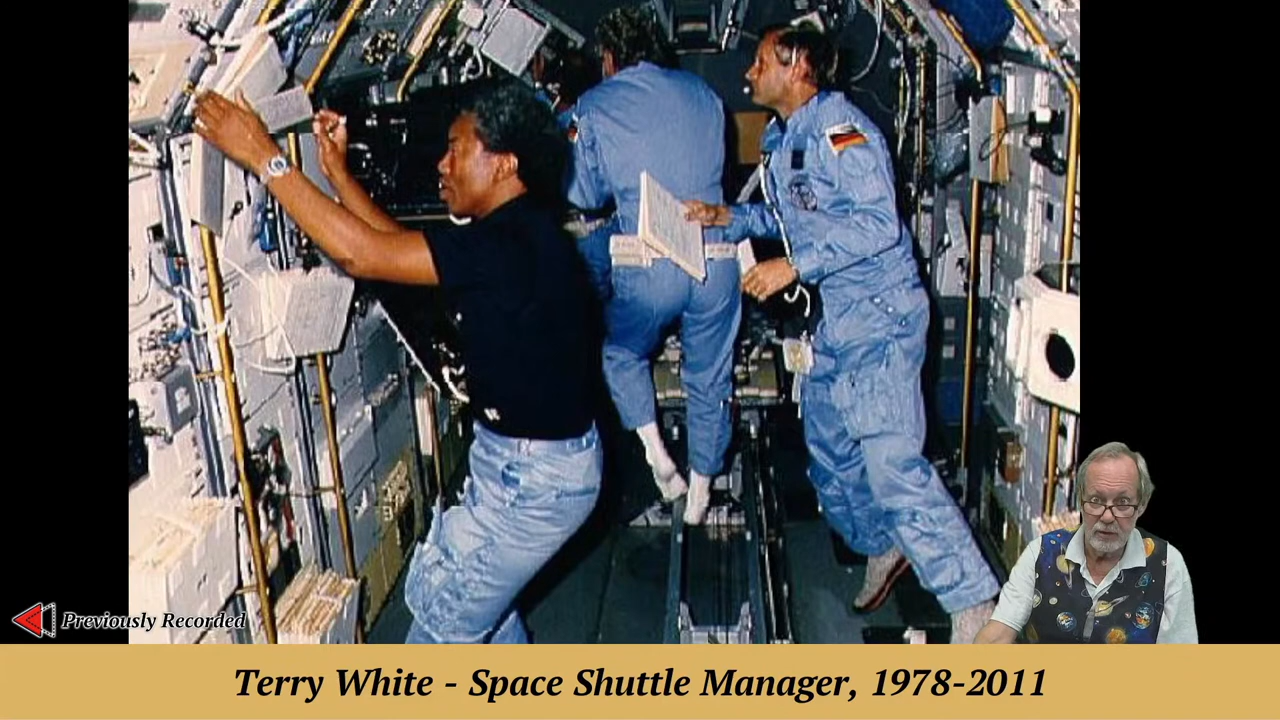 Previously Recorded
Terry White - Space Shuttle Manager, 1978-2011